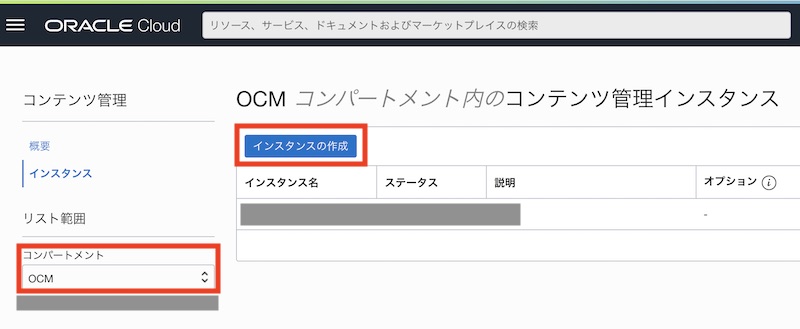 ORACLE Cloud
リソース、サービス、ドキュメントおよびマーケットプレイスの検索
コンテンツ管理
概要
インスタンス
リスト範囲
コンパートメント
OCM
OCM コンパートメント内のコンテンツ管理インスタンス
インスタンスの作成
インスタンス名 ステータス 説明 オプション i
-